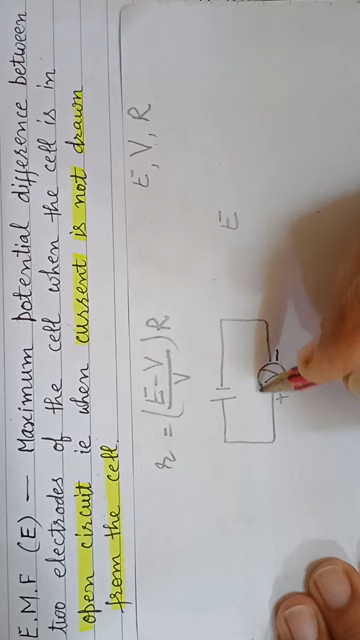 E.M.F (E) — Maximum potential difference between
two electrodes of the cell when the cell is in
open circuit ie when current is not drawn
from the cell.
r = (E-V/V)R
E, V, R
E
+ -